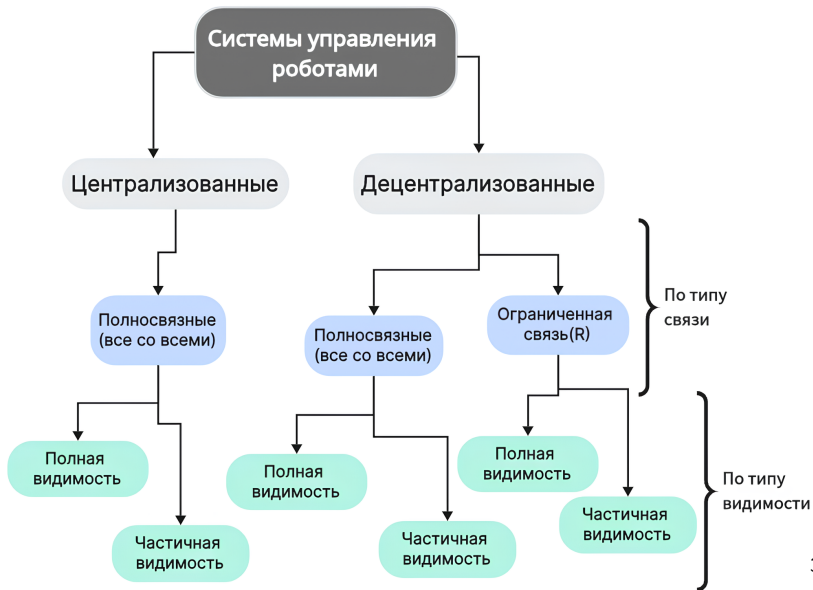 Системы управления
роботами
Централизованные
Децентрализованные
Полносвязные
(все со всеми)
Полносвязные
(все со всеми)
Ограниченная
связь(R)
По типу
связи
Полная
видимость
Частичная
видимость
Полная
видимость
Частичная
видимость
Полная
видимость
Частичная
видимость
По типу
видимости